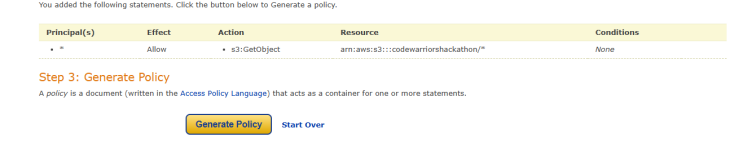 You added the following statements. Click the button below to Generate a policy.
Principal(s) Effect Action Resource Conditions
• * Allow • s3:GetObject arn:aws:s3:::codewarriorshackathon/* None
Step 3: Generate Policy
A policy is a document (written in the Access Policy Language) that acts as a container for one or more statements.
Generate Policy Start Over